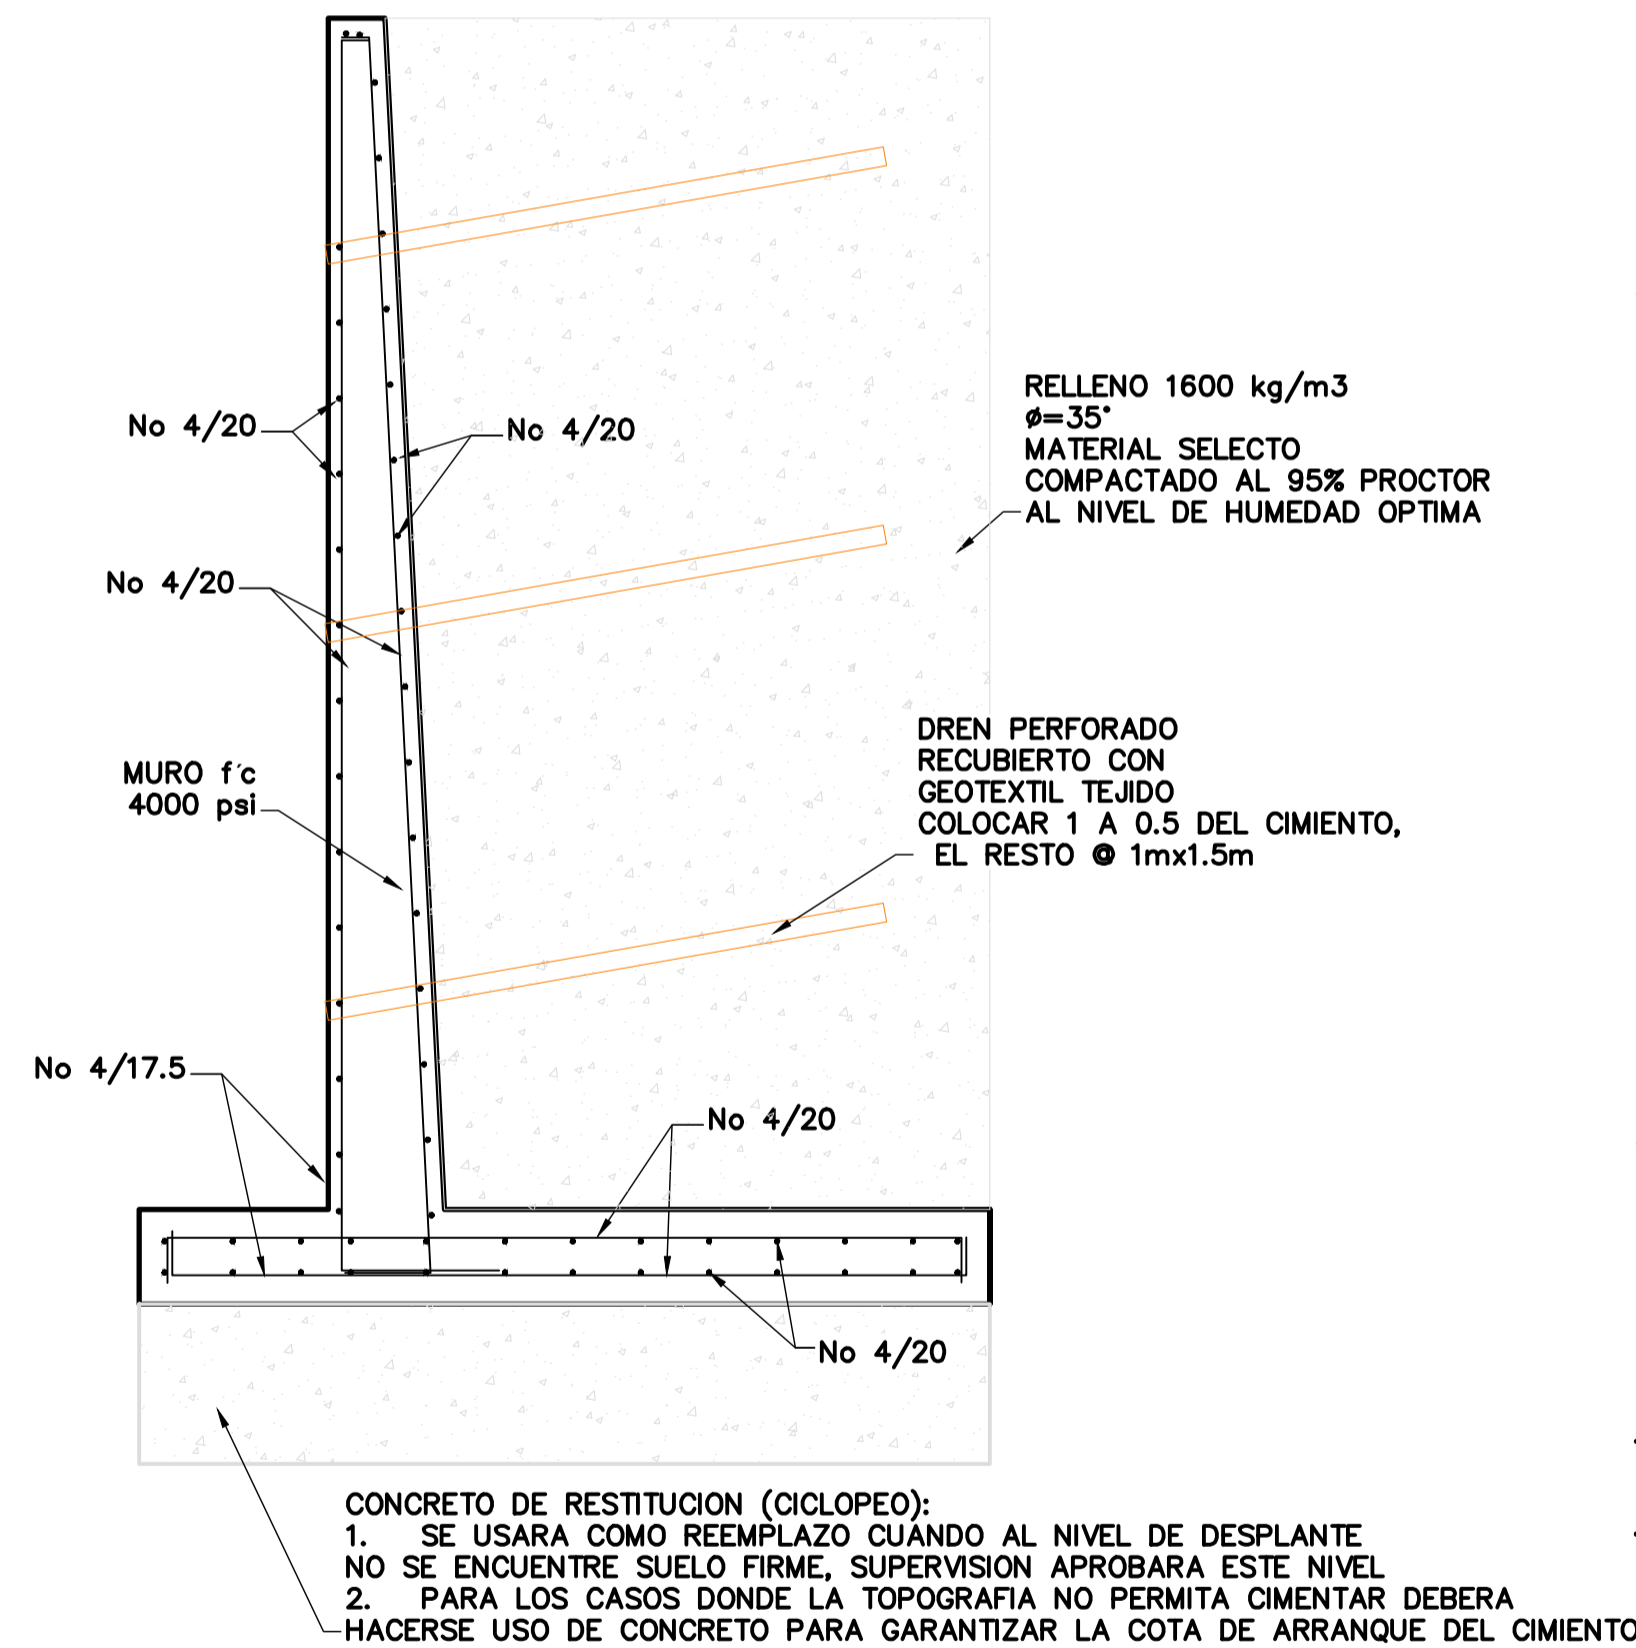 No 4/20
No 4/20
RELLENO 1600 kg/m3
ø=35°
MATERIAL SELECTO
COMPACTADO AL 95% PROCTOR
AL NIVEL DE HUMEDAD OPTIMA
No 4/20
DREN PERFORADO
RECUBIERTO CON
GEOTEXTIL TEJIDO
COLOCAR 1 A 0.5 DEL CIMIENTO,
EL RESTO @ 1mx1.5m
MURO f´c
4000 psi
No 4/17.5
No 4/20
No 4/20
CONCRETO DE RESTITUCION (CICLOPEO):
1. SE USARA COMO REEMPLAZO CUANDO AL NIVEL DE DESPLANTE
NO SE ENCUENTRE SUELO FIRME, SUPERVISION APROBARA ESTE NIVEL
2. PARA LOS CASOS DONDE LA TOPOGRAFIA NO PERMITA CIMENTAR DEBERA
HACERSE USO DE CONCRETO PARA GARANTIZAR LA COTA DE ARRANQUE DEL CIMIENTO